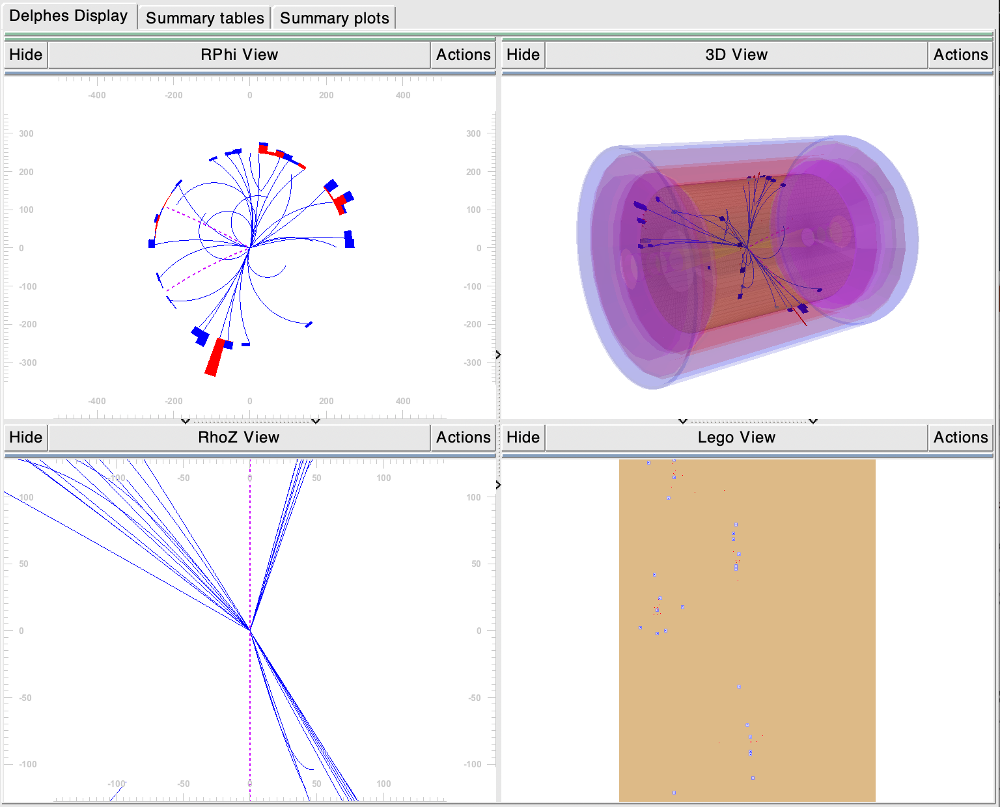 Delphes Display Summary tables Summary plots
Hide RPhi View Actions
Hide 3D View Actions
-400 -200 0 200 400
300 300
200 200
100 100
0 0
-100 -100
-200 -200
-300 -300
-400 -200 0 200 400
Hide RhoZ View Actions
Hide Lego View Actions
-100 -50 0 50 100
100 100
50 50
0 0
-50 -50
-100 -100
-100 -50 0 50 100